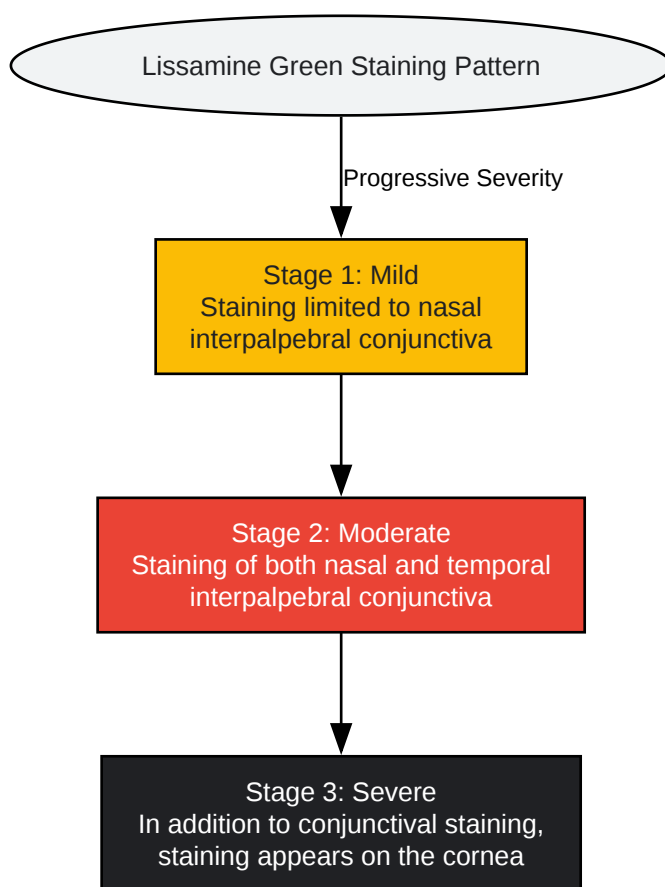 Lissamine Green Staining Pattern
Progressive Severity
Stage 1: Mild
Staining limited to nasal
interpalpebral conjunctiva
Stage 2: Moderate
Staining of both nasal and temporal
interpalpebral conjunctiva
Stage 3: Severe
In addition to conjunctival staining,
staining appears on the cornea